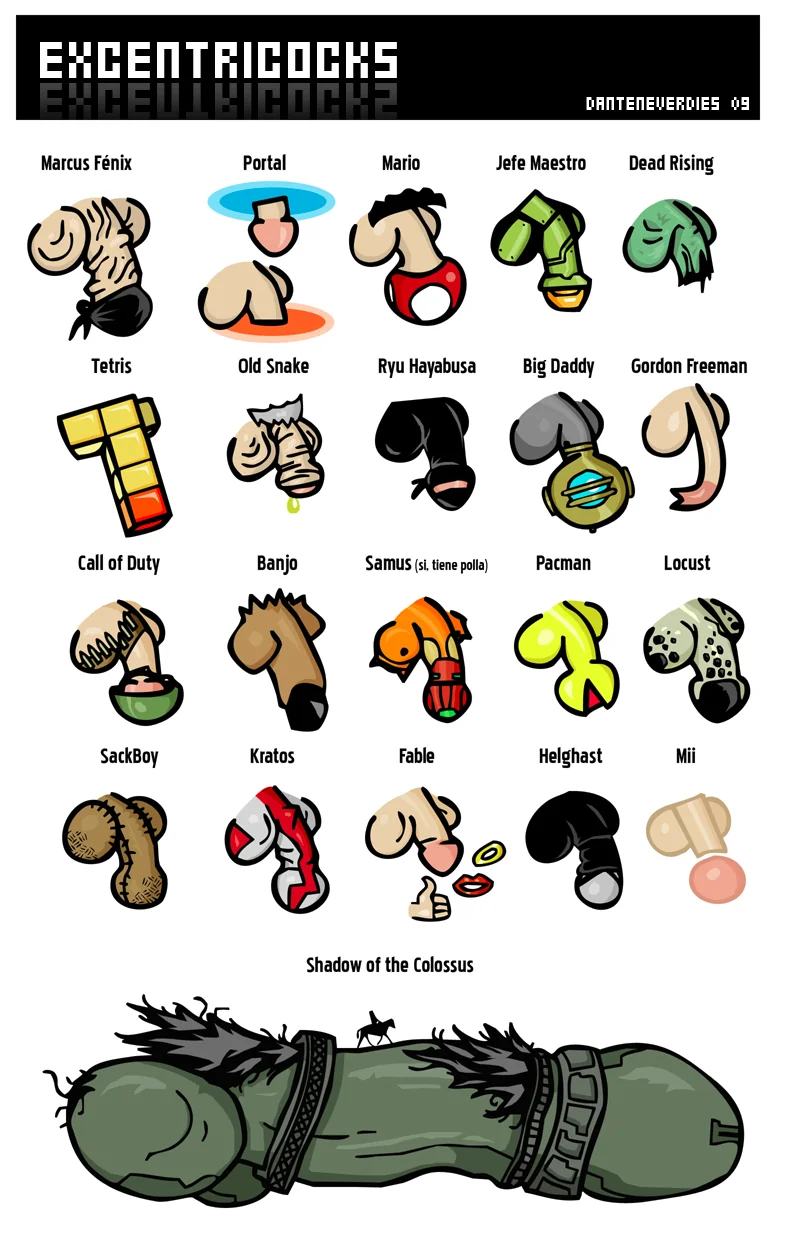 EXCENTRICOCKS
DANTENEVERDIES 09
Marcus Fénix
Portal
Mario
Jefe Maestro
Dead Rising
Tetris
Old Snake
Ryu Hayabusa
Big Daddy
Gordon Freeman
Call of Duty
Banjo
Samus (si, tiene polla)
Pacman
Locust
SackBoy
Kratos
Fable
Helghast
Mii
Shadow of the Colossus